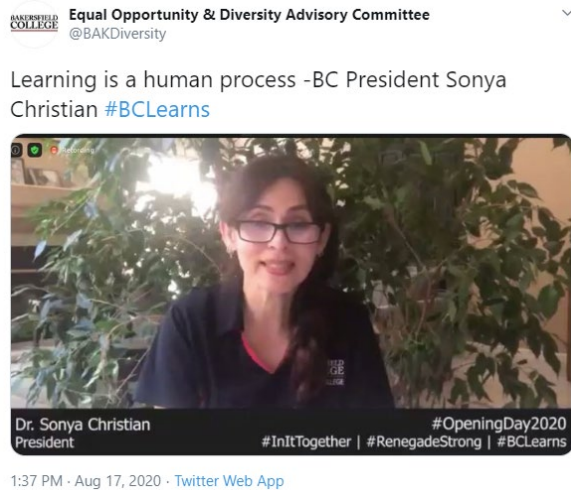 BAKERSFIELD
COLLEGE
Equal Opportunity & Diversity Advisory Committee
@BAKDiversity
Learning is a human process -BC President Sonya
Christian #BCLearns
Dr. Sonya Christian
President
#OpeningDay2020
#InItTogether | #RenegadeStrong | #BCLearns
1:37 PM · Aug 17, 2020 · Twitter Web App